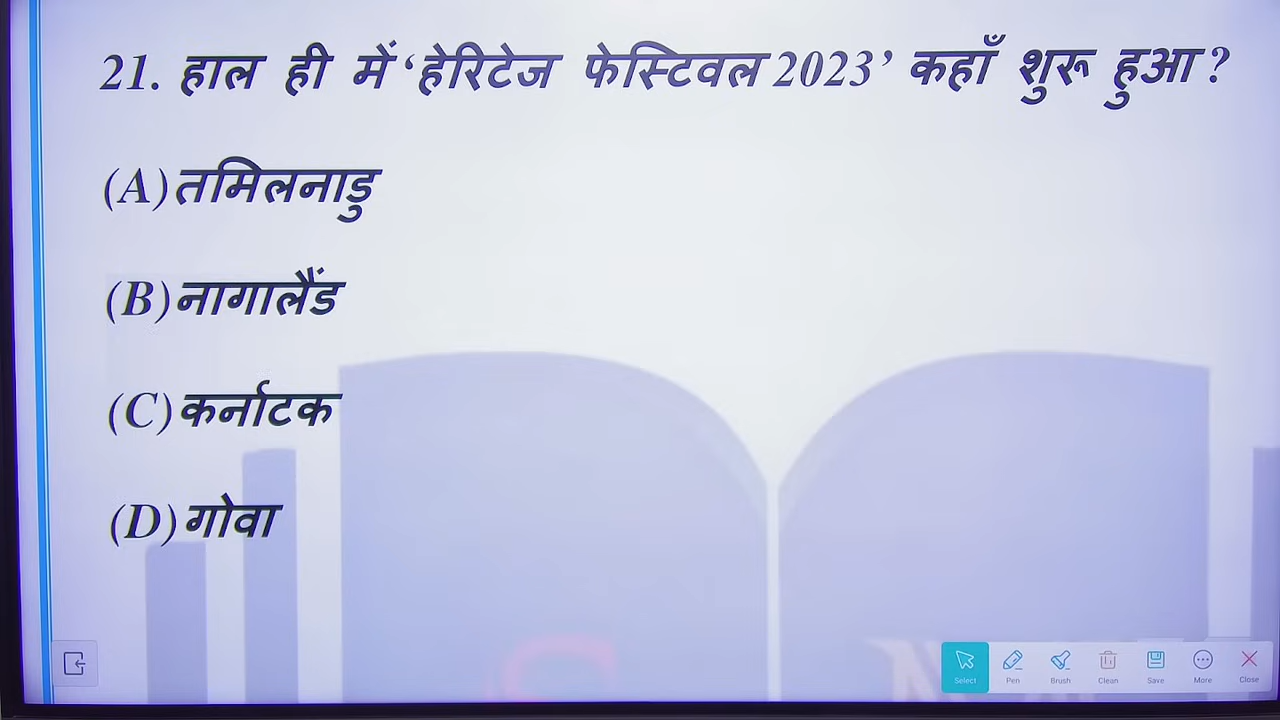 21. हाल ही में ‘हेरिटेज फेस्टिवल 2023’ कहाँ शुरू हुआ?
(A) तमिलनाडु
(B) नागालैंड
(C) कर्नाटक
(D) गोवा
Select Pen Brush Clean Save More Close